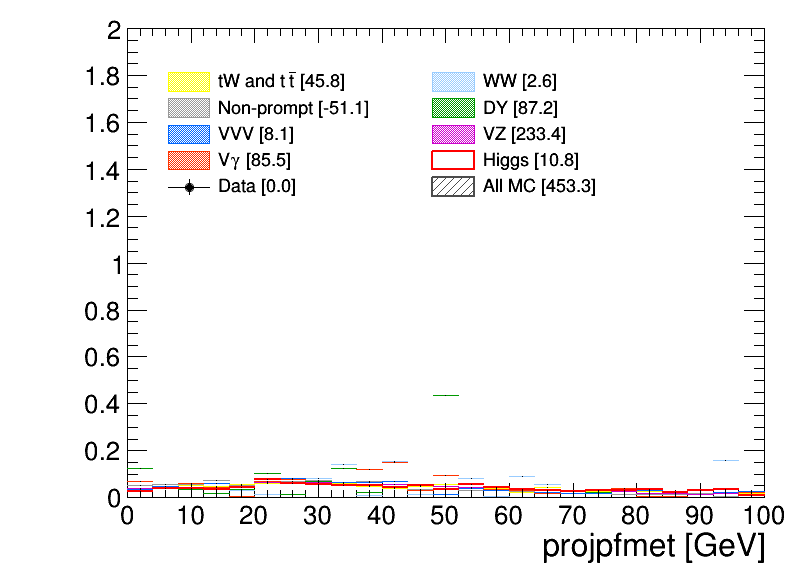 2
1.8
1.6
1.4
1.2
1
0.8
0.6
0.4
0.2
0
tW and t t̄ [45.8]
Non-prompt [-51.1]
VVV [8.1]
Vγ [85.5]
Data [0.0]
WW [2.6]
DY [87.2]
VZ [233.4]
Higgs [10.8]
All MC [453.3]
0 10 20 30 40 50 60 70 80 90 100
projpfmet [GeV]